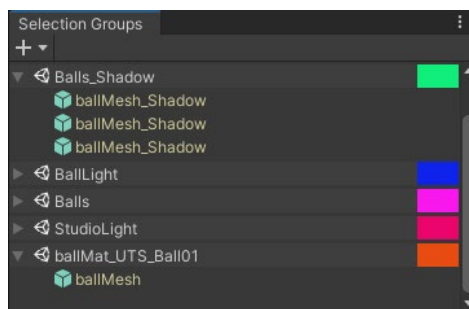 Selection Groups
Balls_Shadow
ballMesh_Shadow
ballMesh_Shadow
ballMesh_Shadow
BallLight
Balls
StudioLight
ballMat_UTS_Ball01
ballMesh